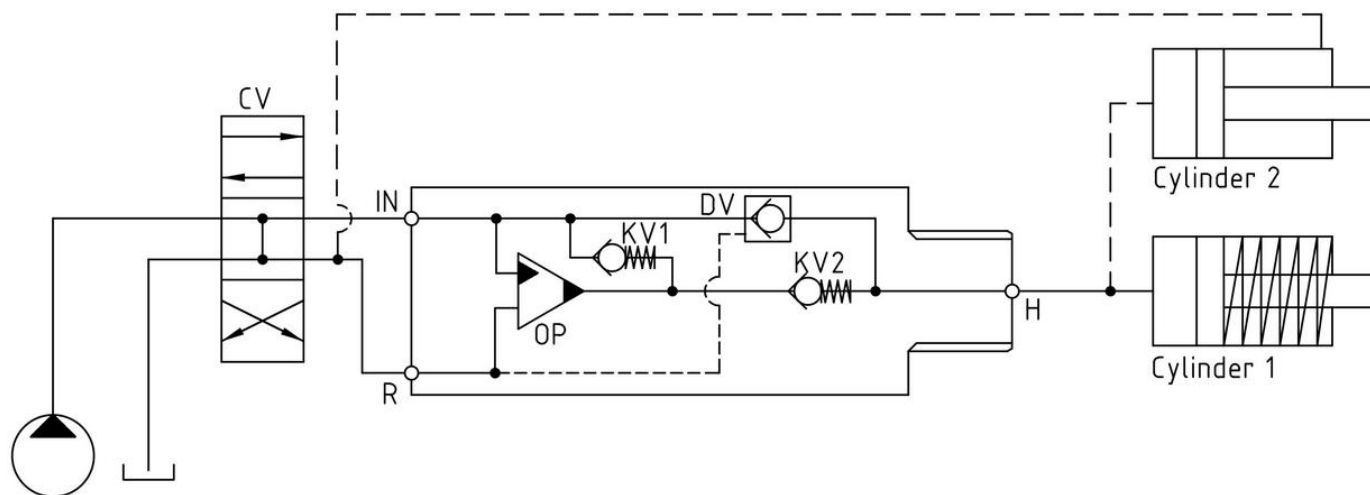 CV
Cylinder 2
IN
DV
KV1
KV2
OP
H
R
Cylinder 1